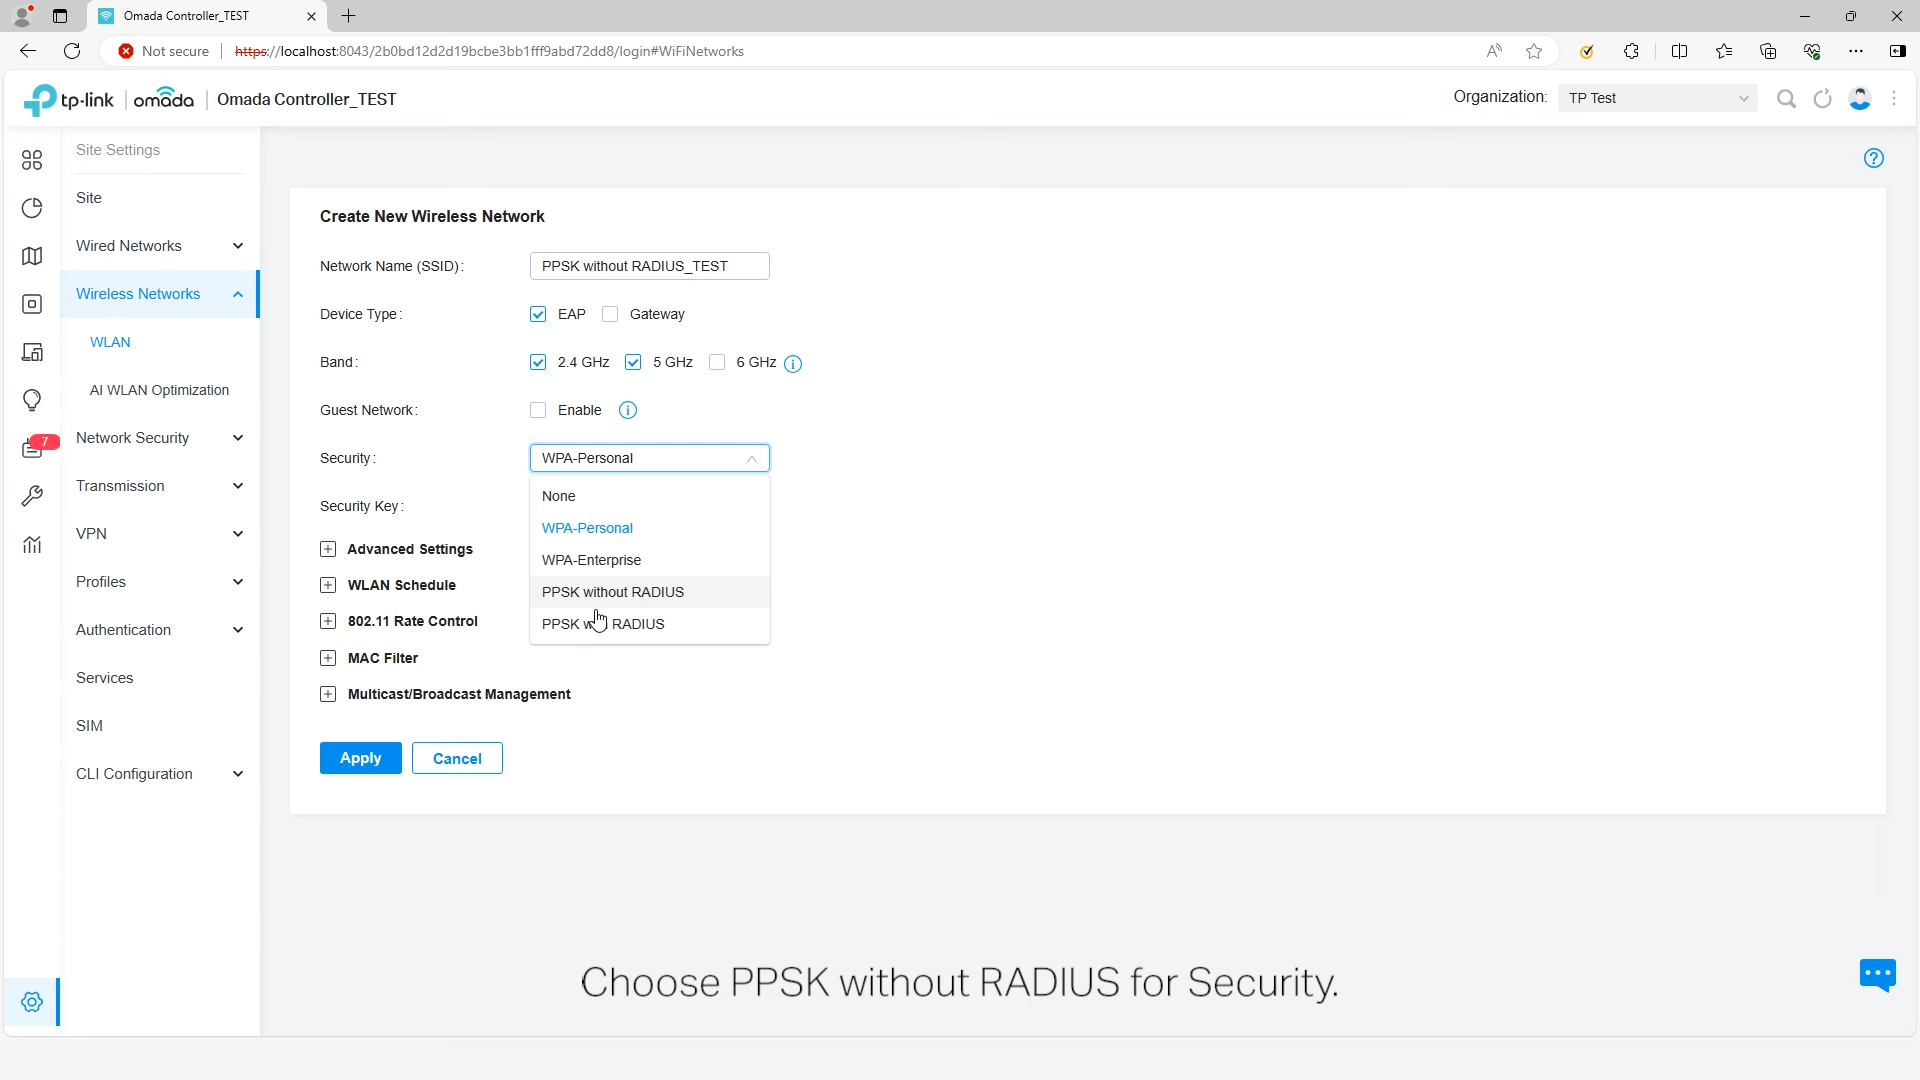 Omada Controller_TEST
Not secure
https://localhost:8043/2b0bd12d2d19bcbe3bb1fff9abd72dd8/login#WiFiNetworks
tp-link omada Omada Controller_TEST
Organization: TP Test
Site Settings
Site
Wired Networks
Wireless Networks
WLAN
AI WLAN Optimization
7
Network Security
Transmission
VPN
Profiles
Authentication
Services
SIM
CLI Configuration
Create New Wireless Network
Network Name (SSID): PPSK without RADIUS_TEST
Device Type: EAP Gateway
Band: 2.4 GHz 5 GHz 6 GHz
Guest Network: Enable
Security: WPA-Personal
None
WPA-Personal
WPA-Enterprise
PPSK without RADIUS
PPSK RADIUS
Security Key:
Advanced Settings
WLAN Schedule
802.11 Rate Control
MAC Filter
Multicast/Broadcast Management
Apply Cancel
Choose PPSK without RADIUS for Security.